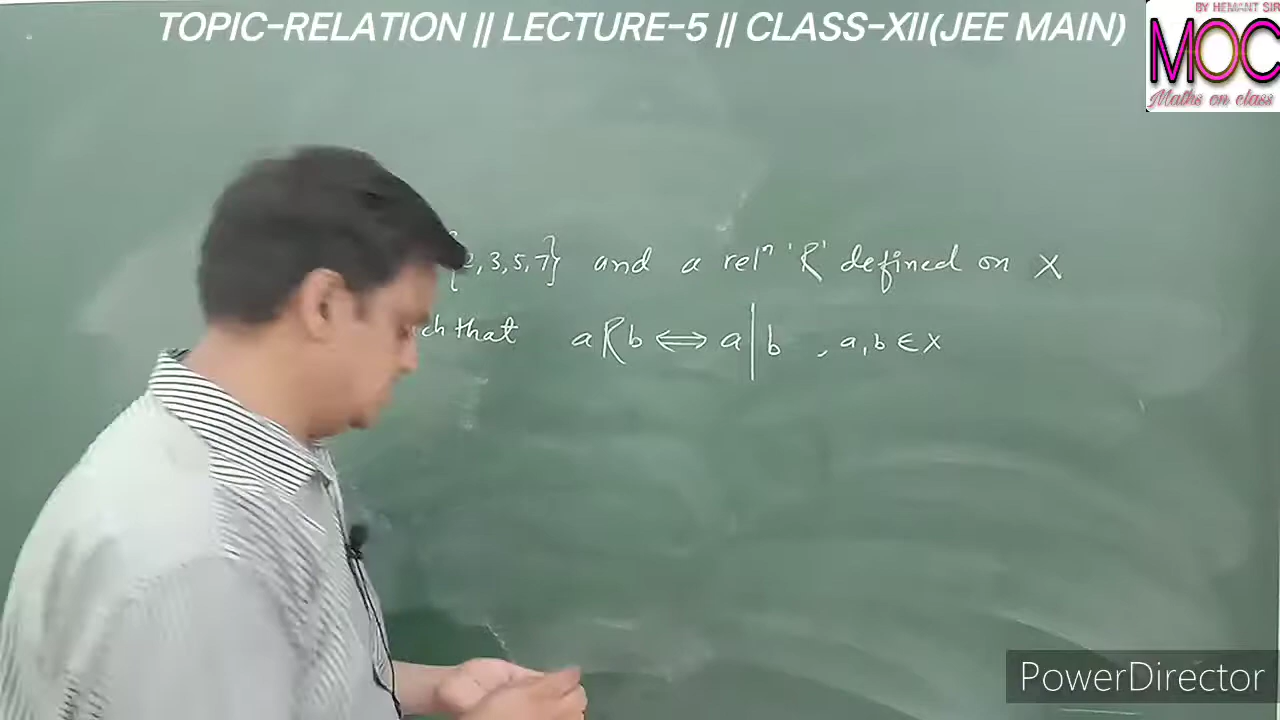 TOPIC-RELATION || LECTURE-5 || CLASS-XII(JEE MAIN)
BY HEMANT SIR
MOC
Maths on class
{2,3,5,7} and a relⁿ 'R' defined on X
ch that aRb ⟺ a|b , a,b ∈ X
PowerDirector